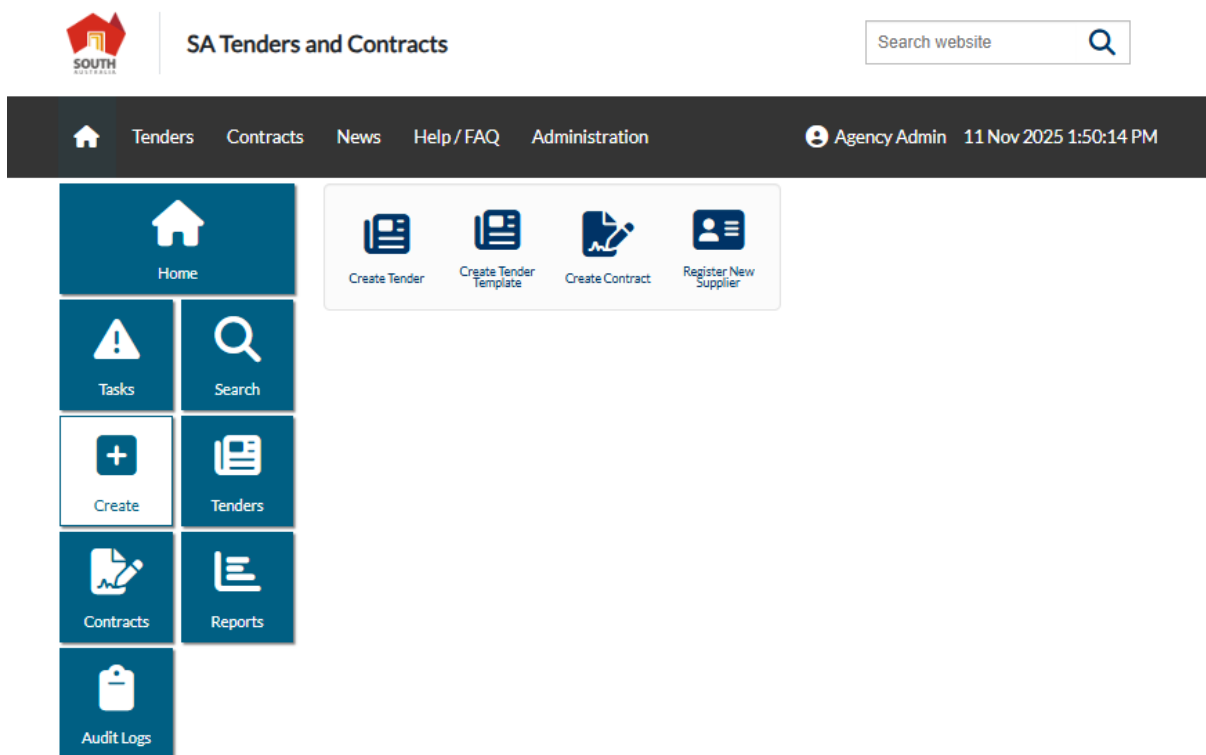 SOUTH
AUSTRALIA
SA Tenders and Contracts
Search website
Tenders Contracts News Help / FAQ Administration Agency Admin 11 Nov 2025 1:50:14 PM
Home
Create Tender
Create Tender
Template
Create Contract
Register New
Supplier
Tasks
Search
Create
Tenders
Contracts
Reports
Audit Logs